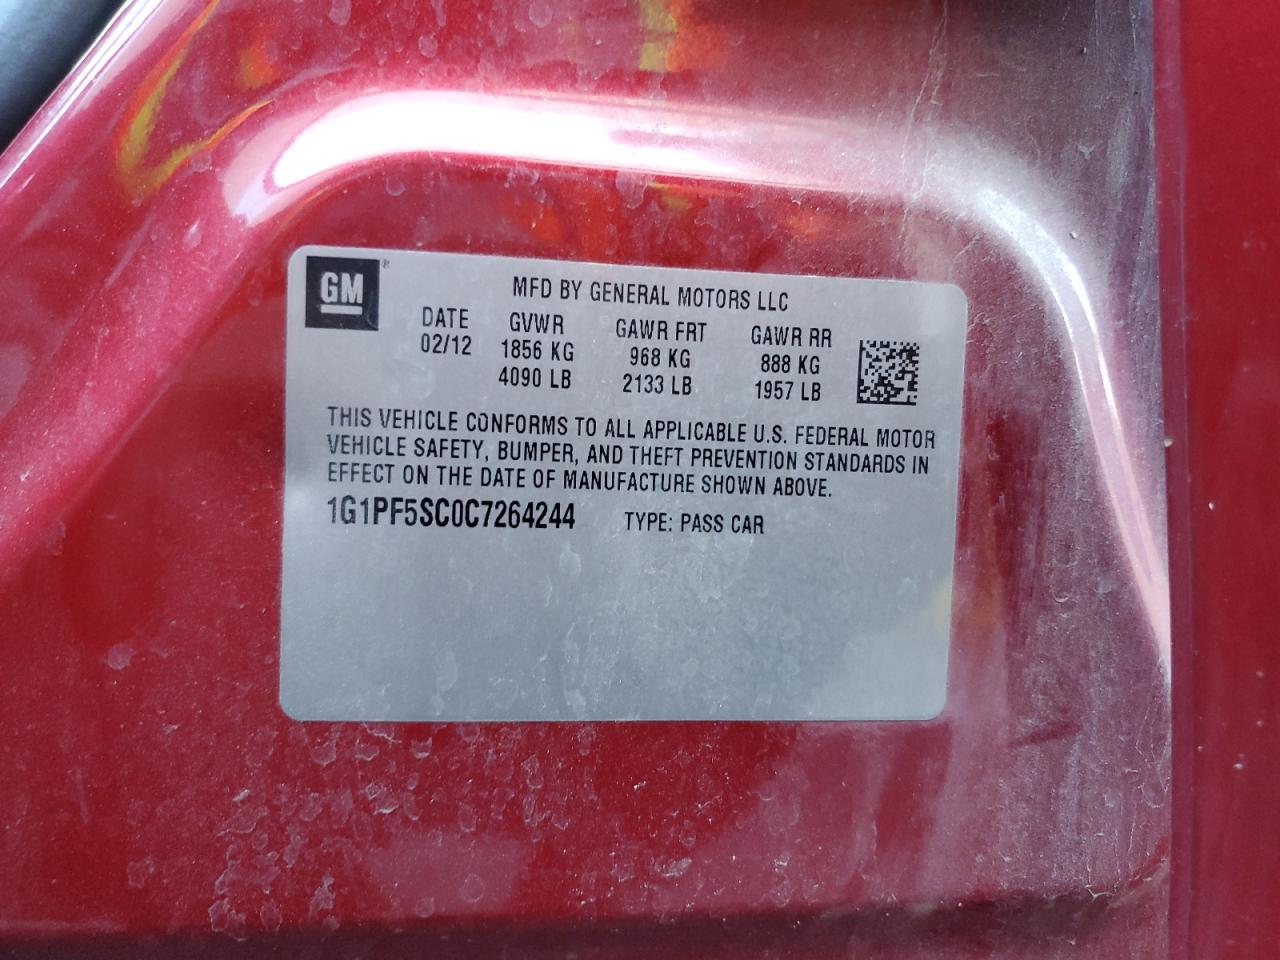 GM ®
MFD BY GENERAL MOTORS LLC
DATE GVWR GAWR FRT GAWR RR
02/12 1856 KG 968 KG 888 KG
4090 LB 2133 LB 1957 LB
THIS VEHICLE CONFORMS TO ALL APPLICABLE U.S. FEDERAL MOTOR
VEHICLE SAFETY, BUMPER, AND THEFT PREVENTION STANDARDS IN
EFFECT ON THE DATE OF MANUFACTURE SHOWN ABOVE.
1G1PF5SC0C7264244 TYPE: PASS CAR